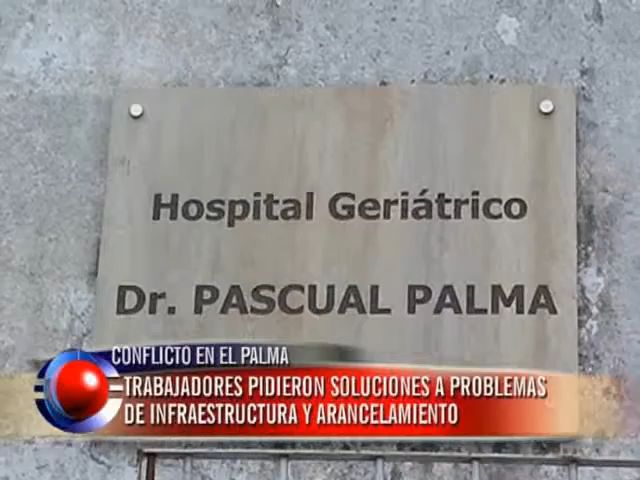 Hospital Geriátrico
Dr. PASCUAL PALMA
CONFLICTO EN EL PALMA
TRABAJADORES PIDIERON SOLUCIONES A PROBLEMAS
DE INFRAESTRUCTURA Y ARANCELAMIENTO